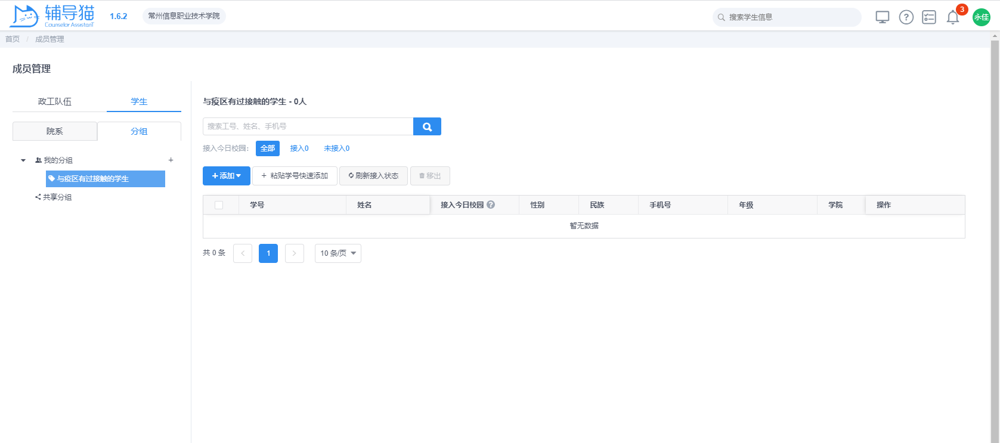 辅导猫
Counselor AssistanT
1.6.2
常州信息职业技术学院
搜索学生信息
3
永佳
首页 / 成员管理
成员管理
政工队伍
学生
院系
分组
我的分组 +
与疫区有过接触的学生
共享分组
与疫区有过接触的学生 - 0人
搜索工号、姓名、手机号
接入今日校园: 全部 接入0 未接入0
+添加 + 粘贴学号快速添加 刷新接入状态 移出
学号 姓名 接入今日校园 ? 性别 民族 手机号 年级 学院 操作
暂无数据
共 0 条 < 1 > 10 条/页